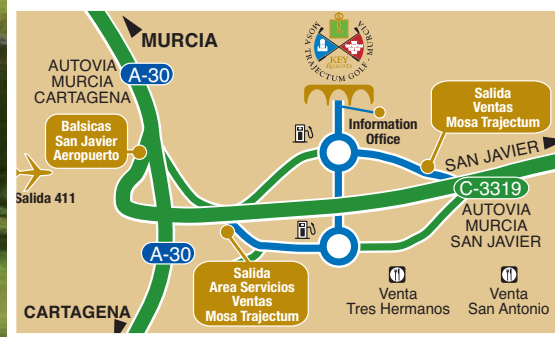 MOSA TRAJECTUM GOLF - MURCIA
KEY
RESORTS
MURCIA
AUTOVIA
MURCIA
CARTAGENA
A-30
Balsicas
San Javier
Aeropuerto
Salida 411
Information
Office
Salida
Ventas
Mosa Trajectum
SAN JAVIER
C-3319
AUTOVIA
MURCIA
SAN JAVIER
A-30
Salida
Area Servicios
Ventas
Mosa Trajectum
CARTAGENA
Venta
Tres Hermanos
Venta
San Antonio